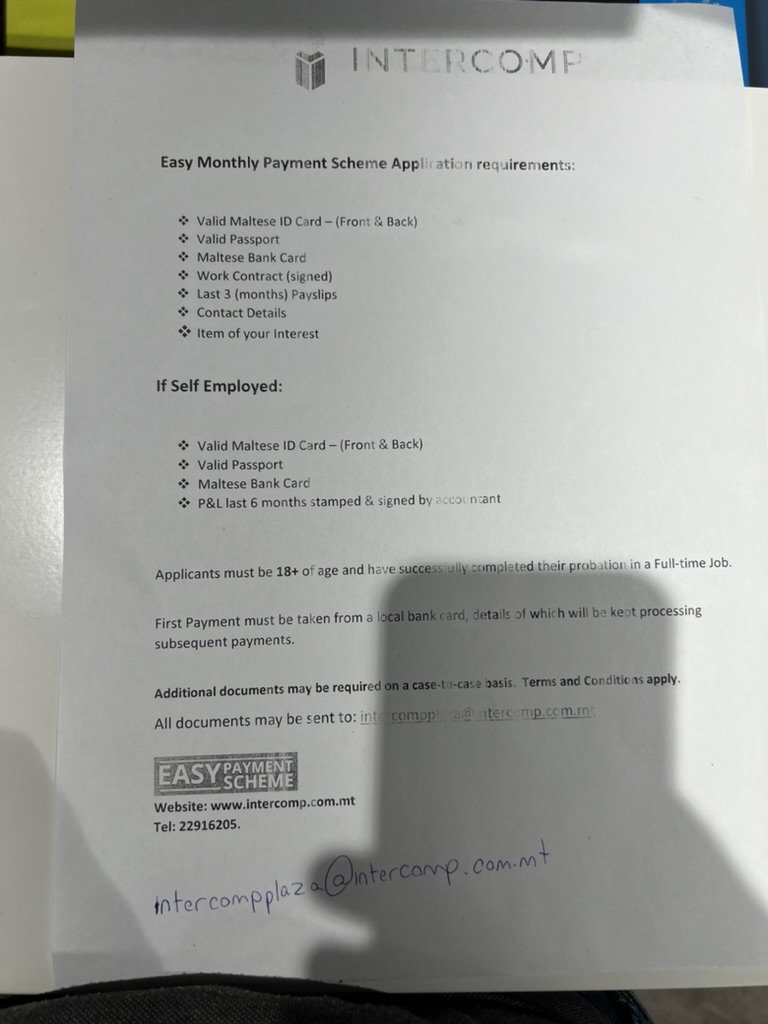 INTERCOMP
Easy Monthly Payment Scheme Application requirements:
❖ Valid Maltese ID Card – (Front & Back)
❖ Valid Passport
❖ Maltese Bank Card
❖ Work Contract (signed)
❖ Last 3 (months) Payslips
❖ Contact Details
❖ Item of your Interest
If Self Employed:
❖ Valid Maltese ID Card – (Front & Back)
❖ Valid Passport
❖ Maltese Bank Card
❖ P&L last 6 months stamped & signed by accountant
Applicants must be 18+ of age and have successfully completed their probation in a Full-time Job.
First Payment must be taken from a local bank card, details of which will be kept processing
subsequent payments.
Additional documents may be required on a case-to-case basis. Terms and Conditions apply.
All documents may be sent to: intercompplaza@intercomp.com.mt
EASY PAYMENT
SCHEME
Website: www.intercomp.com.mt
Tel: 22916205.
intercompplaza@intercomp.com.mt